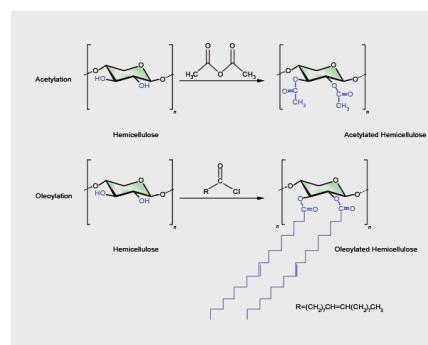 Acetylation
O
O
HO
OH
O
n
O O
H₃C O CH₃
O
O
O
O
O
n
O=C C=O
CH₃ CH₃
Hemicellulose
Acetylated Hemicellulose
Oleoylation
O
O
HO
OH
O
n
O
R Cl
O
O
O
O
O
n
n
C=O C=O
Hemicellulose
Oleoylated Hemicellulose
R=(CH₂)₇CH=CH(CH₂)₇CH₃